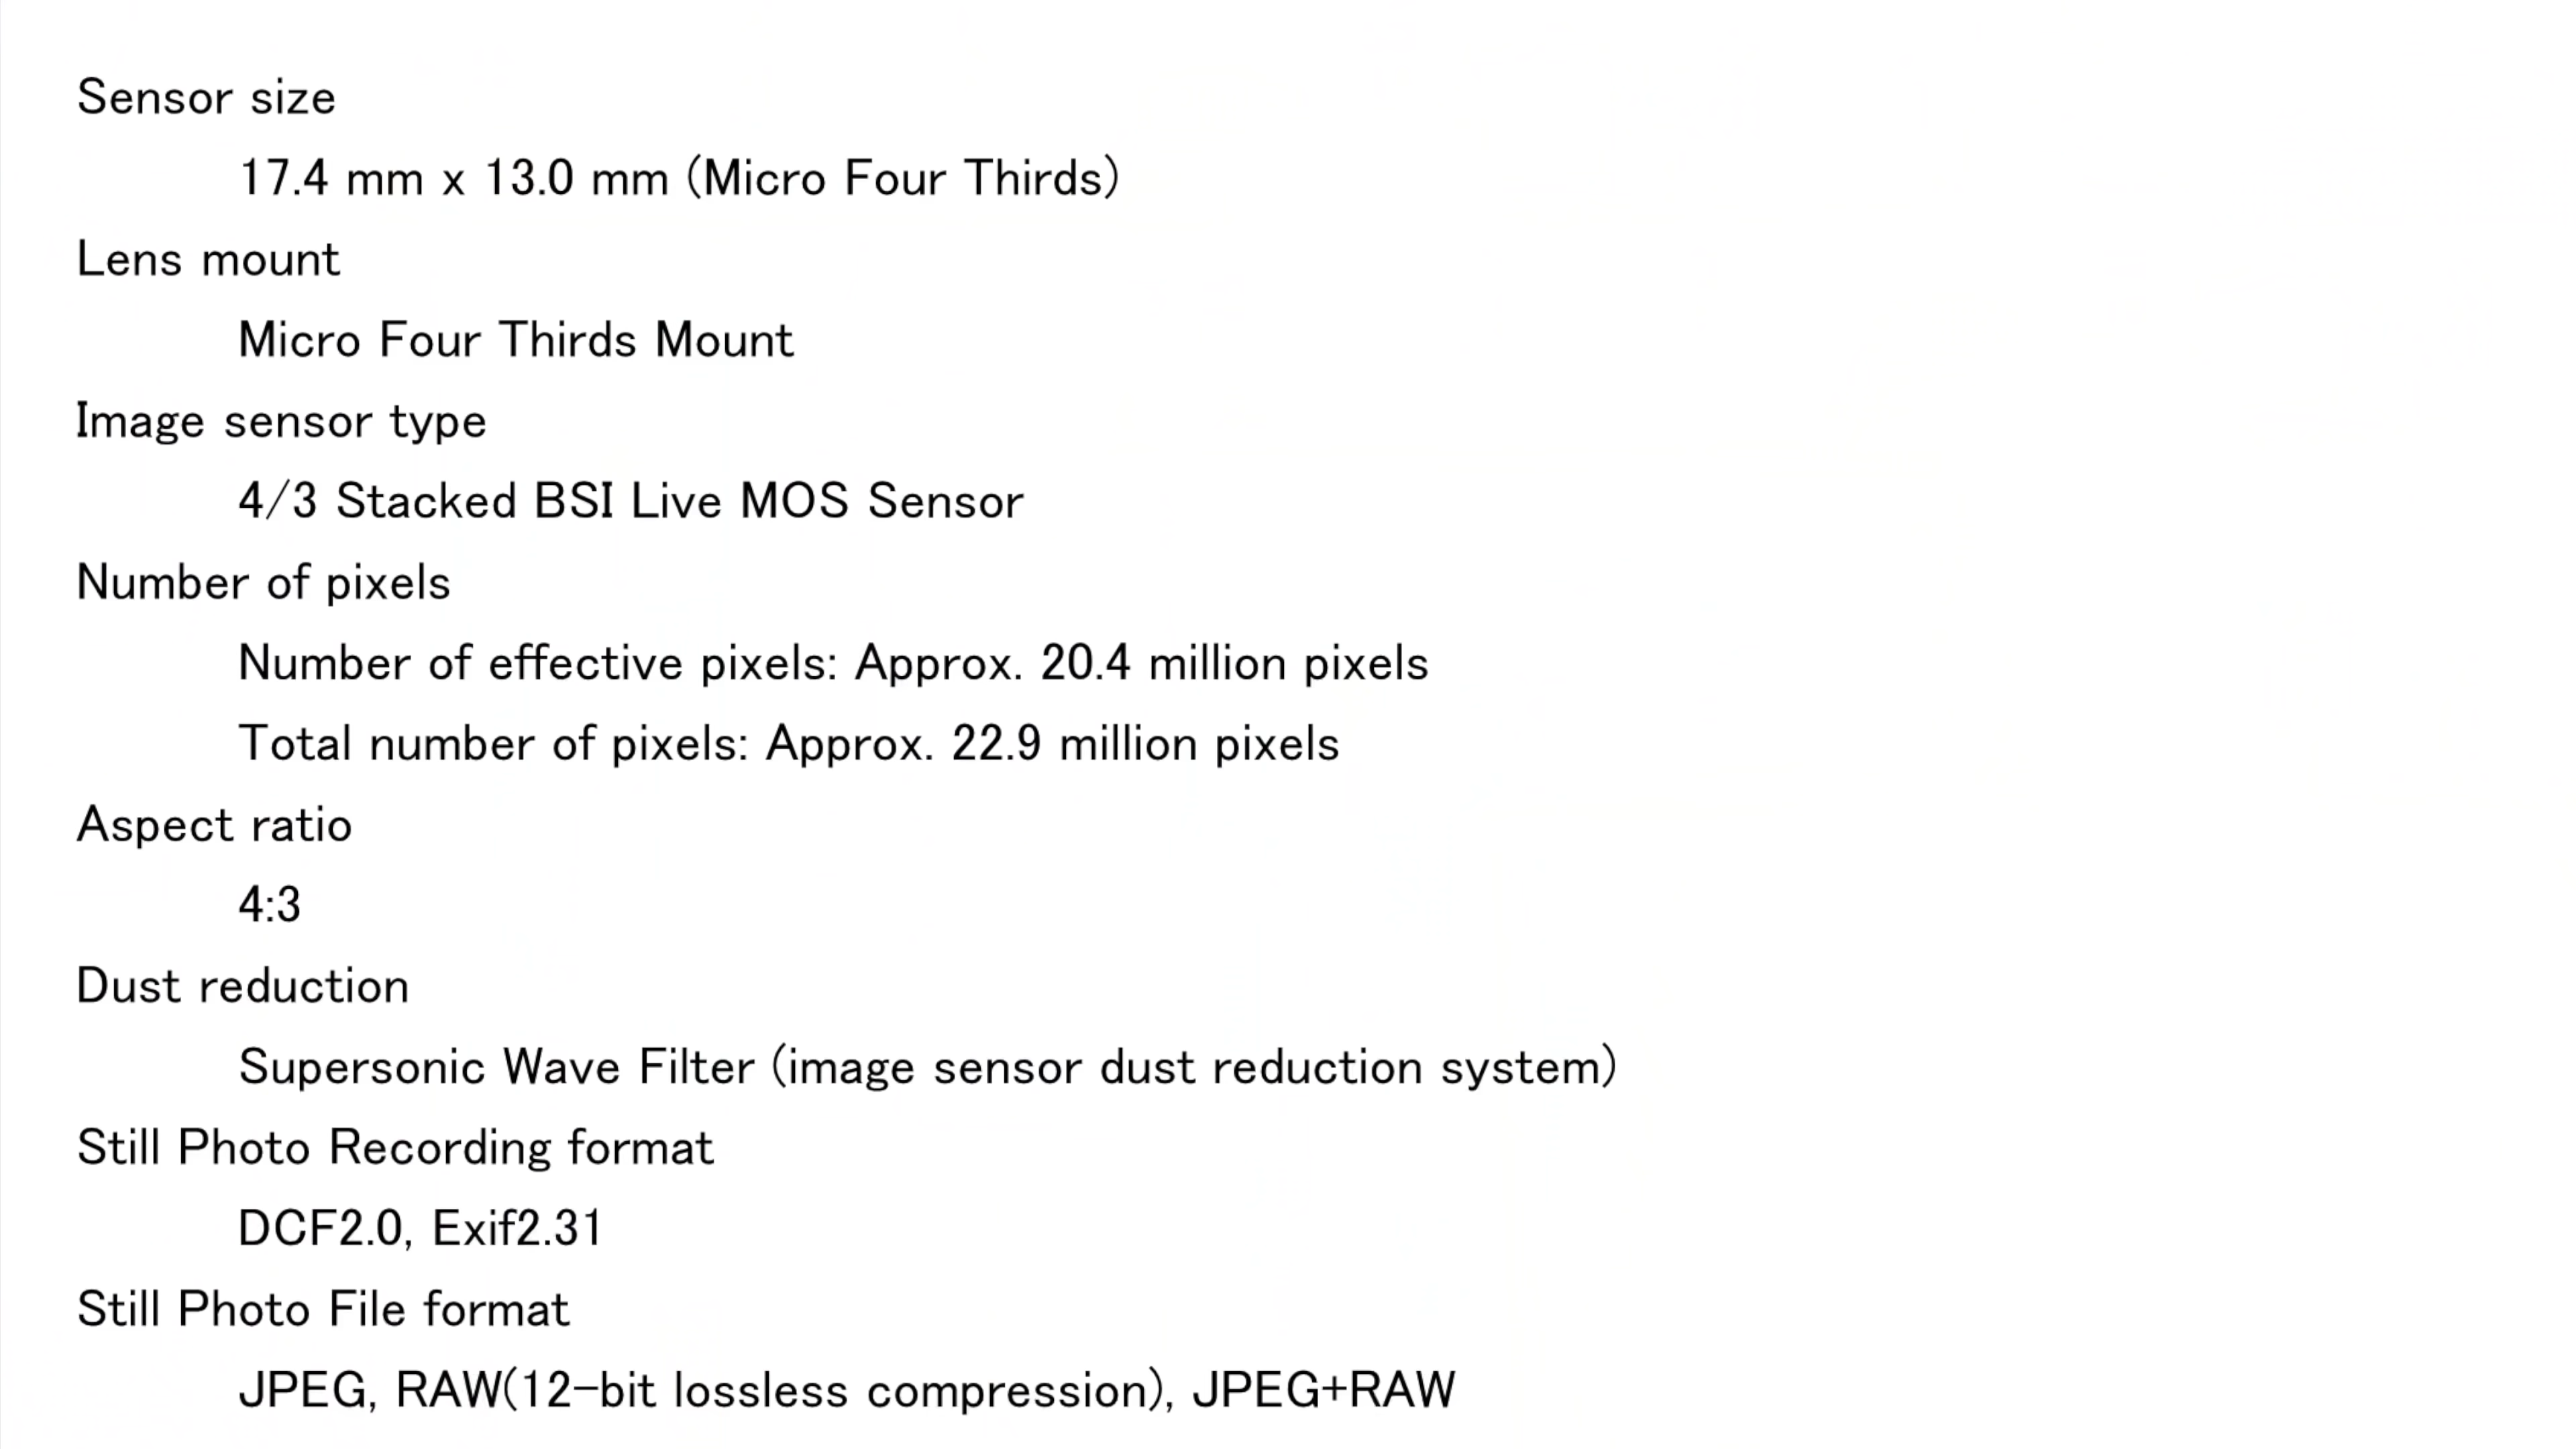 Sensor size
17.4 mm x 13.0 mm (Micro Four Thirds)
Lens mount
Micro Four Thirds Mount
Image sensor type
4/3 Stacked BSI Live MOS Sensor
Number of pixels
Number of effective pixels: Approx. 20.4 million pixels
Total number of pixels: Approx. 22.9 million pixels
Aspect ratio
4:3
Dust reduction
Supersonic Wave Filter (image sensor dust reduction system)
Still Photo Recording format
DCF2.0, Exif2.31
Still Photo File format
JPEG, RAW(12-bit lossless compression), JPEG+RAW